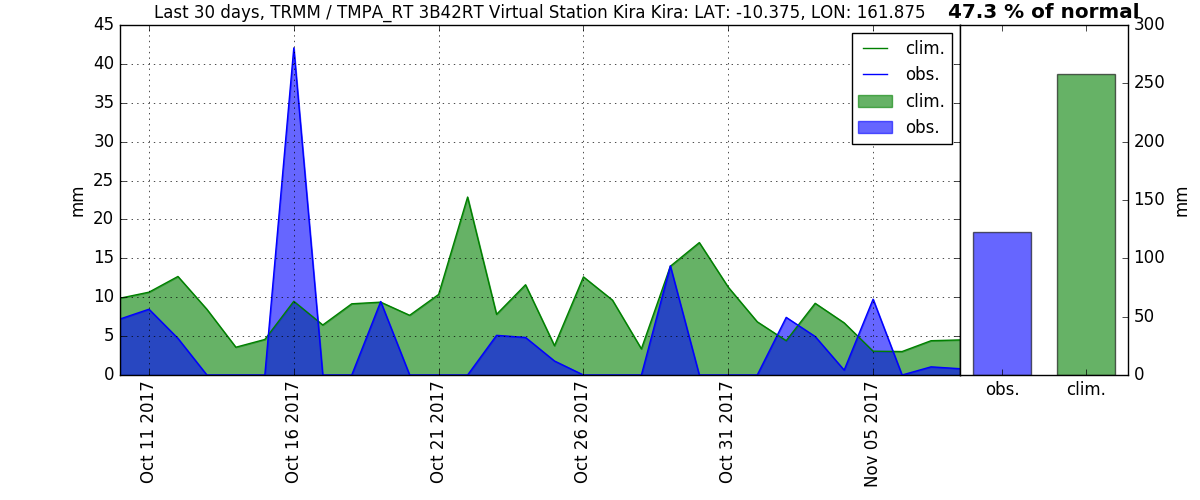 Last 30 days, TRMM / TMPA_RT 3B42RT Virtual Station Kira Kira: LAT: -10.375, LON: 161.875
47.3 % of normal
45
40
35
30
25
20
15
10
5
0
mm
clim.
obs.
clim.
obs.
Oct 11 2017
Oct 16 2017
Oct 21 2017
Oct 26 2017
Oct 31 2017
Nov 05 2017
300
250
200
150
100
50
0
mm
obs.
clim.